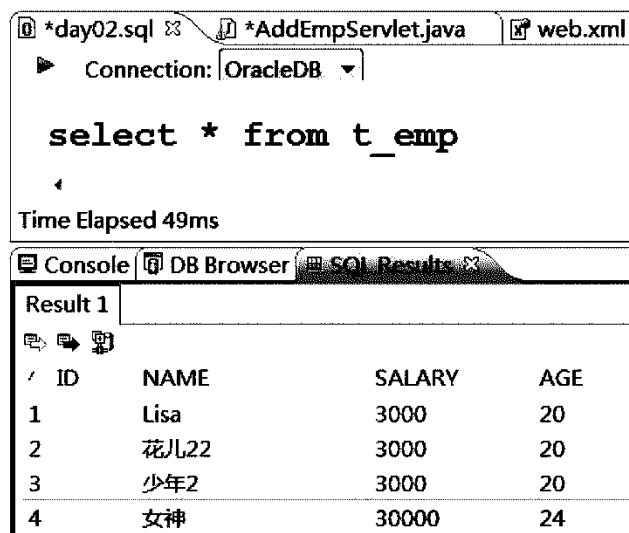 *day02.sql *AddEmpServlet.java web.xml
Connection: OracleDB
select * from t_emp
Time Elapsed 49ms
Console DB Browser SQL Results
Result 1
ID NAME SALARY AGE
1 Lisa 3000 20
2 花儿22 3000 20
3 少年2 3000 20
4 女神 30000 24